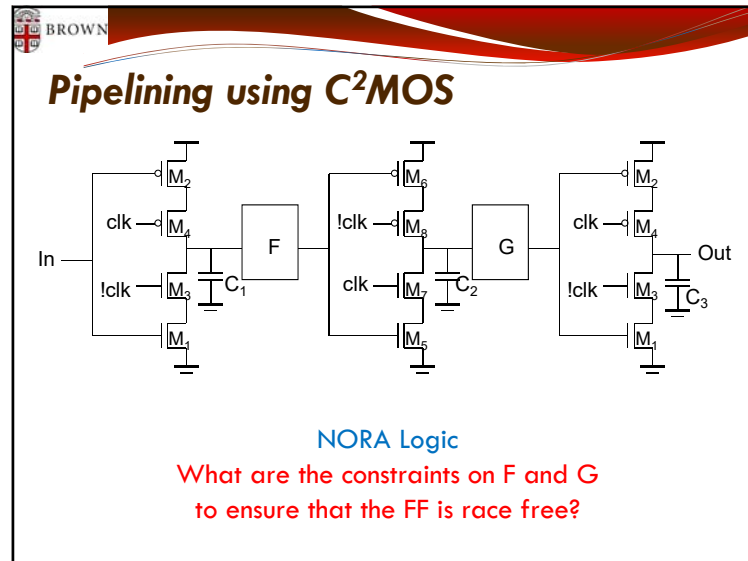 BROWN
Pipelining using C²MOS
In
M₂
clk
M₄
!clk
M₃
C₁
M₁
F
M₆
!clk
M₈
clk
M₇
C₂
M₅
G
M₂
clk
M₄
Out
!clk
M₃
C₃
M₁
NORA Logic
What are the constraints on F and G
to ensure that the FF is race free?